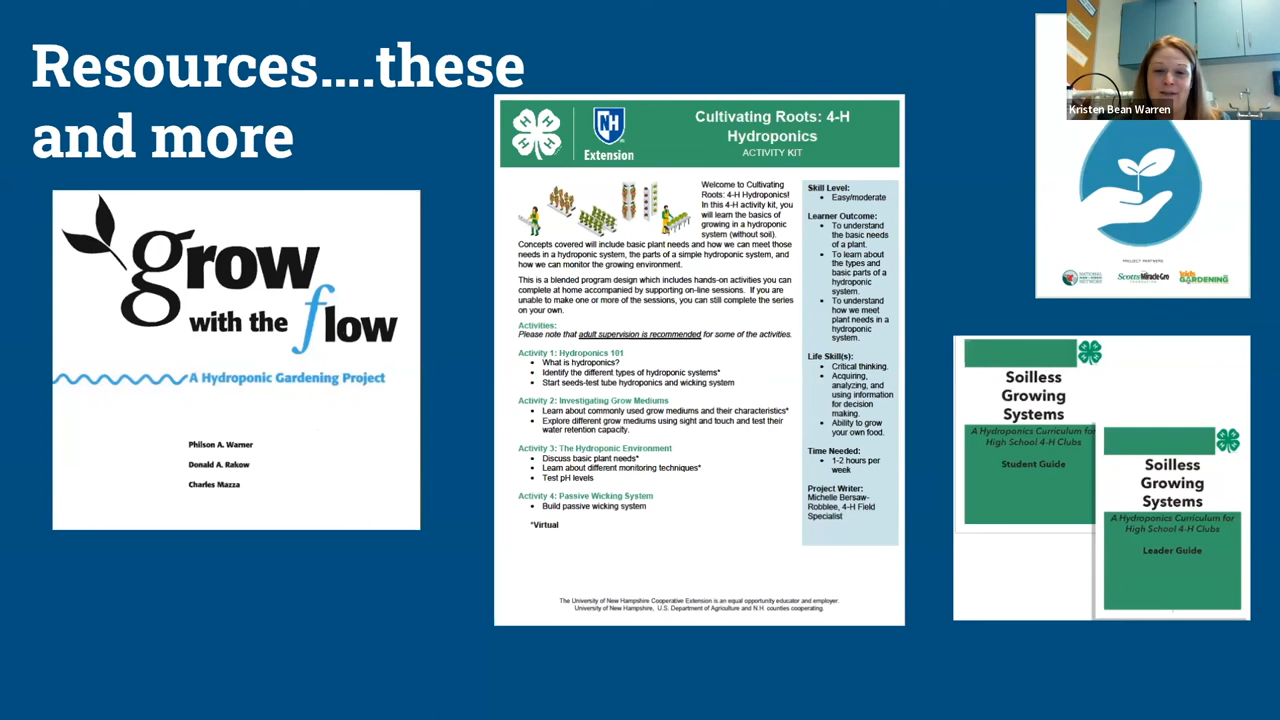 Resources....these
and more
grow
with the flow
A Hydroponic Gardening Project
Philson A. Warner
Donald A. Rakow
Charles Mazza
H H H H
NH
Extension
Cultivating Roots: 4-H
Hydroponics
ACTIVITY KIT
Welcome to Cultivating
Roots: 4-H Hydroponics!
In this 4-H activity kit, you
will learn the basics of
growing in a hydroponic
system (without soil).
Concepts covered will include basic plant needs and how we can meet those
needs in a hydroponic system, the parts of a simple hydroponic system, and
how we can monitor the growing environment.
This is a blended program design which includes hands-on activities you can
complete at home accompanied by supporting on-line sessions. If you are
unable to make one or more of the sessions, you can still complete the series
on your own.
Activities:
Please note that adult supervision is recommended for some of the activities.
Activity 1: Hydroponics 101
• What is hydroponics?
• Identify the different types of hydroponic systems*
• Start seeds-test tube hydroponics and wicking system
Activity 2: Investigating Grow Mediums
• Learn about commonly used grow mediums and their characteristics*
• Explore different grow mediums using sight and touch and test their
water retention capacity.
Activity 3: The Hydroponic Environment
• Discuss basic plant needs*
• Learn about different monitoring techniques*
• Test pH levels
Activity 4: Passive Wicking System
• Build passive wicking system
*Virtual
Skill Level:
• Easy/moderate
Learner Outcome:
• To understand
the basic needs
of a plant.
• To learn about
the types and
basic parts of a
hydroponic
system.
• To understand
how we meet
plant needs in a
hydroponic
system.
Life Skill(s):
• Critical thinking.
• Acquiring,
analyzing, and
using information
for decision
making.
• Ability to grow
your own food.
Time Needed:
• 1-2 hours per
week
Project Writer:
Michelle Bersaw-
Robblee, 4-H Field
Specialist
The University of New Hampshire Cooperative Extension is an equal opportunity educator and employer.
University of New Hampshire, U.S. Department of Agriculture and N.H. counties cooperating.
Kristen Bean Warren
PROJECT PARTNERS
NETWORK
Scotts Miracle-Gro
FOUNDATION
kids
GARDENING
Soilless
Growing
Systems
A Hydroponics Curriculum for
High School 4-H Clubs
Student Guide
Soilless
Growing
Systems
A Hydroponics Curriculum for
High School 4-H Clubs
Leader Guide